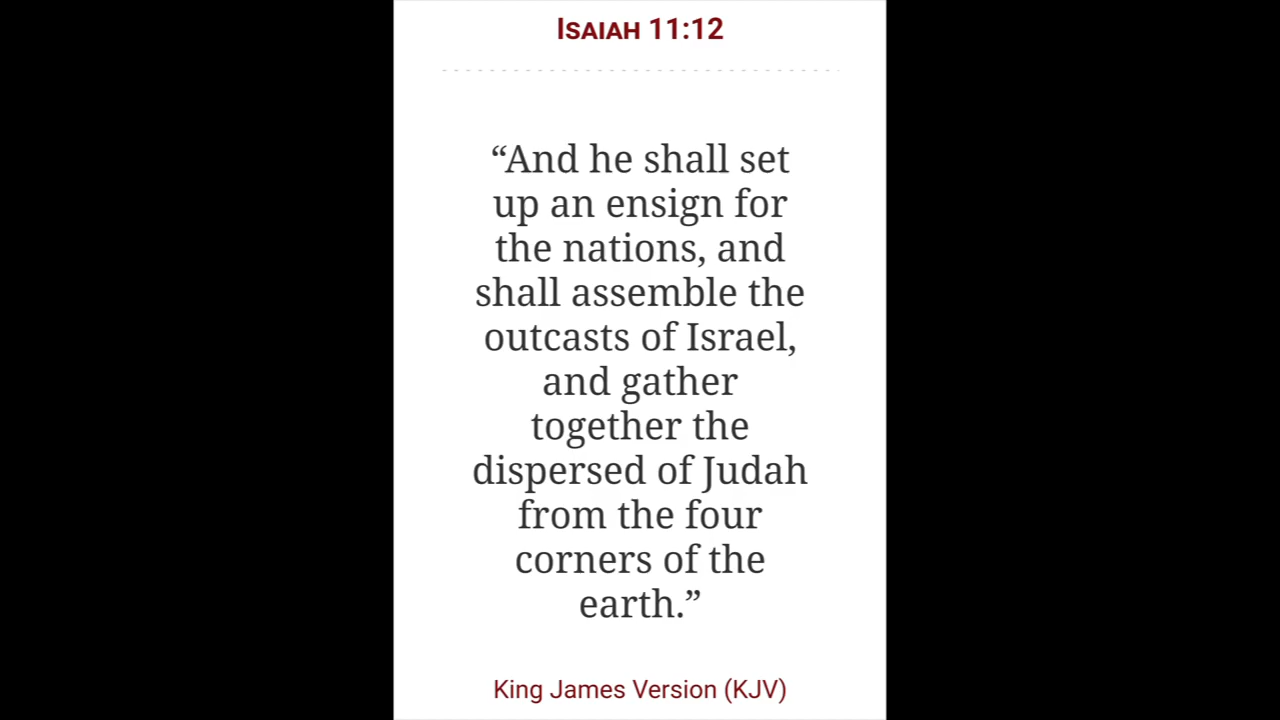 Isaiah 11:12
“And he shall set
up an ensign for
the nations, and
shall assemble the
outcasts of Israel,
and gather
together the
dispersed of Judah
from the four
corners of the
earth.”
King James Version (KJV)